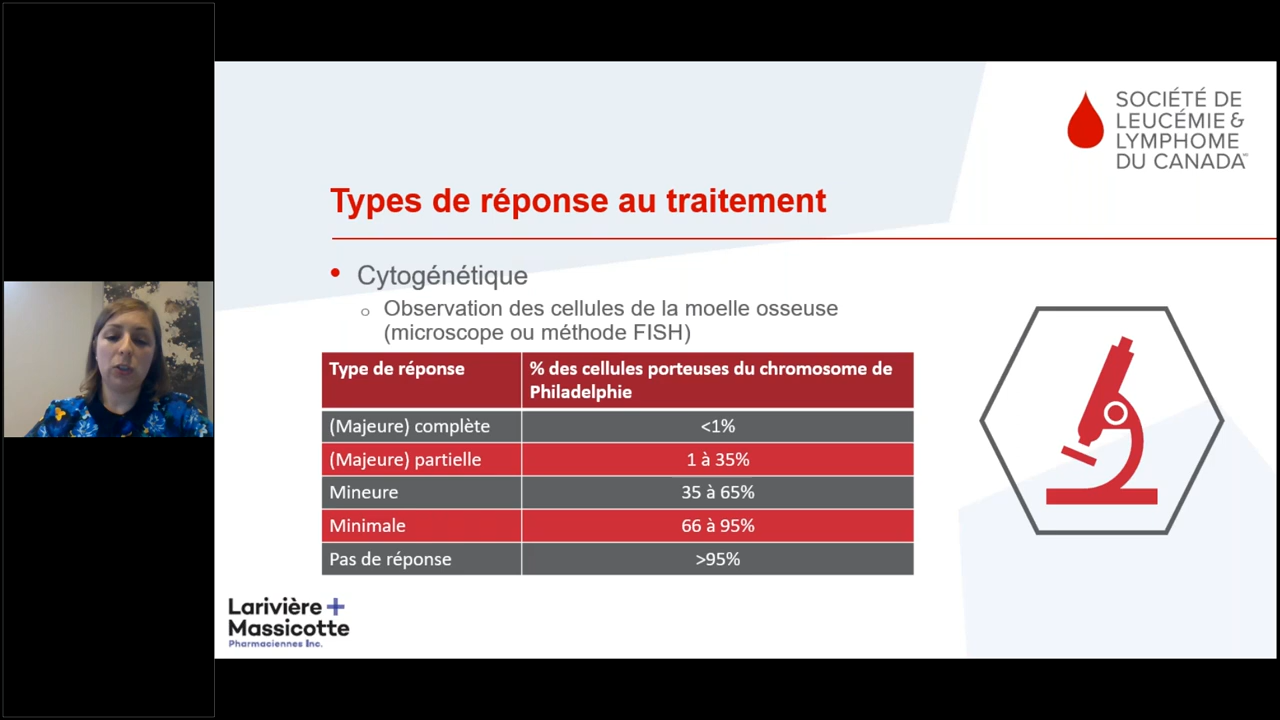 SOCIÉTÉ DE
LEUCÉMIE &
LYMPHOME
DU CANADA
Types de réponse au traitement
• Cytogénétique
o Observation des cellules de la moelle osseuse
(microscope ou méthode FISH)
Type de réponse % des cellules porteuses du chromosome de
Philadelphie
(Majeure) complète <1%
(Majeure) partielle 1 à 35%
Mineure 35 à 65%
Minimale 66 à 95%
Pas de réponse >95%
Larivière +
Massicotte
Pharmaciennes Inc.